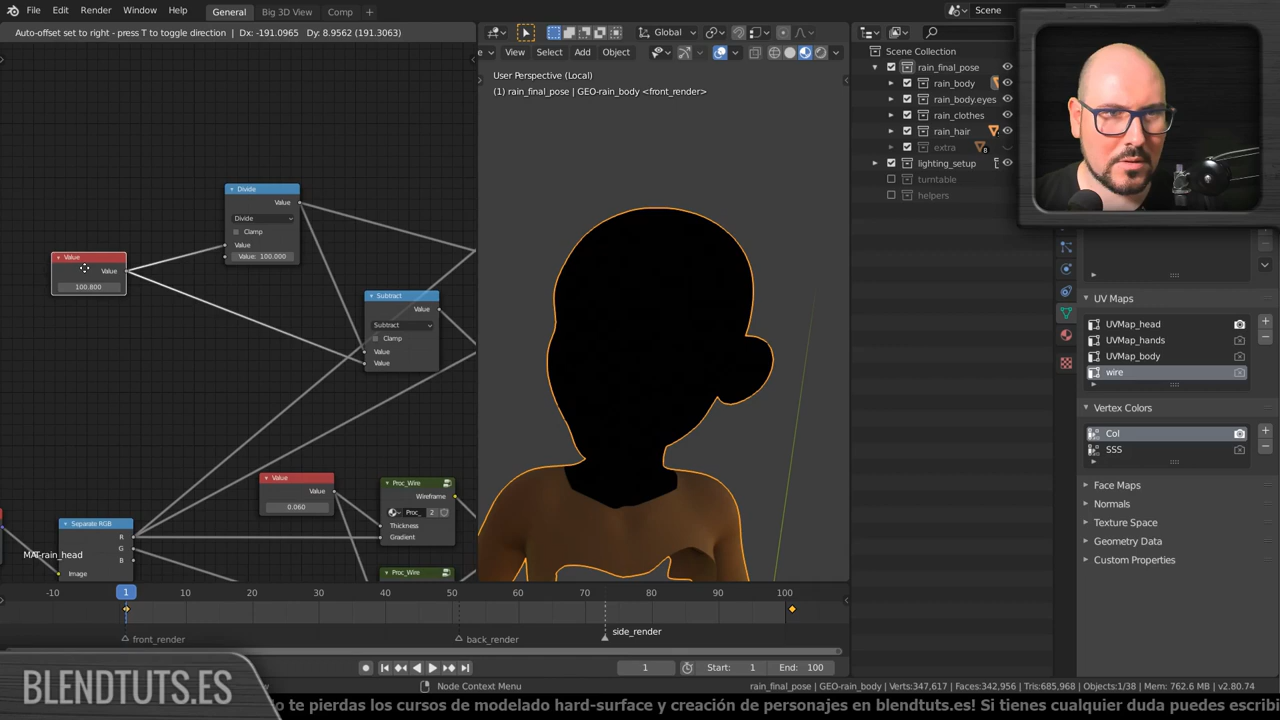 File Edit Render Window Help General Big 3D View Comp + Scene
Auto-offset set to right - press T to toggle direction | Dx: -191.0965 Dy: 8.9562 (191.3063)
Global
View Select Add Object
User Perspective (Local)
(1) rain_final_pose | GEO-rain_body <front_render>
Scene Collection
rain_final_pose
rain_body
rain_body.eyes
rain_clothes
rain_hair
extra
8
lighting_setup
turntable
helpers
Divide
Value
Divide
Clamp
Value
Value: 100.000
Value
Value
100.800
Subtract
Value
Subtract
Clamp
Value
Value
Value
Value
0.060
Proc_Wire
Wireframe
Proc_ 2
Thickness
Gradient
Proc_Wire
Separate RGB
R
G
B
Image
MAT-rain_head
UV Maps
UVMap_head
UVMap_hands
UVMap_body
wire
Vertex Colors
Col
SSS
Face Maps
Normals
Texture Space
Geometry Data
Custom Properties
-10 1 10 20 30 40 50 60 70 80 90 100
front_render back_render side_render
1 Start: 1 End: 100
Node Context Menu
rain_final_pose | GEO-rain_body | Verts:347,617 | Faces:342,956 | Tris:685,968 | Objects:1/38 | Mem: 762.6 MB | v2.80.74
BLENDTUTS.ES
o te pierdas los cursos de modelado hard-surface y creación de personajes en blendtuts.es! Si tienes cualquier duda puedes escribi